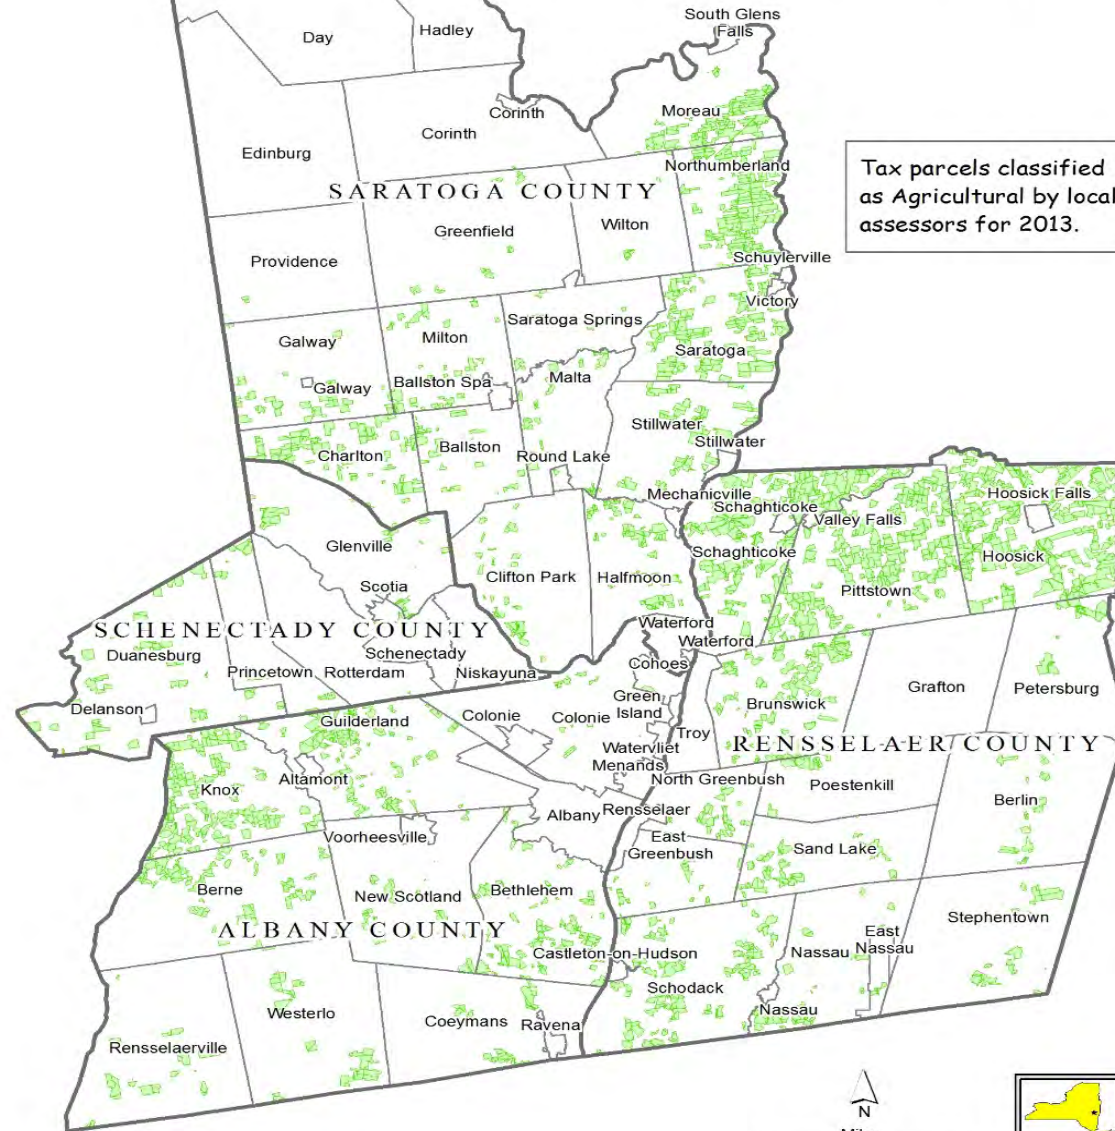 South Glens
Falls
Day
Hadley
Corinth
Moreau
Corinth
Edinburg
Northumberland
Tax parcels classified
as Agricultural by local
assessors for 2013.
SARATOGA COUNTY
Greenfield
Wilton
Providence
Schuylerville
Victory
Saratoga Springs
Galway
Milton
Saratoga
Malta
Galway
Ballston Spa
Stillwater
Stillwater
Ballston
Charlton
Round Lake
Mechanicville
Hoosick Falls
Schaghticoke
Valley Falls
Glenville
Schaghticoke
Hoosick
Clifton Park
Halfmoon
Scotia
Pittstown
Waterford
SCHENECTADY COUNTY
Waterford
Duanesburg
Schenectady
Cohoes
Princetown
Rotterdam
Niskayuna
Grafton
Petersburg
Green
Island
Brunswick
Delanson
Guilderland
Colonie
Colonie
Troy
RENSSELAER COUNTY
Watervliet
Menands
Altamont
North Greenbush
Knox
Poestenkill
Berlin
Albany
Rensselaer
Voorheesville
East
Greenbush
Sand Lake
Berne
New Scotland
Bethlehem
Stephentown
ALBANY COUNTY
East
Nassau
Castleton-on-Hudson
Nassau
Schodack
Westerlo
Nassau
Coeymans
Ravena
Rensselaerville
N
Miles